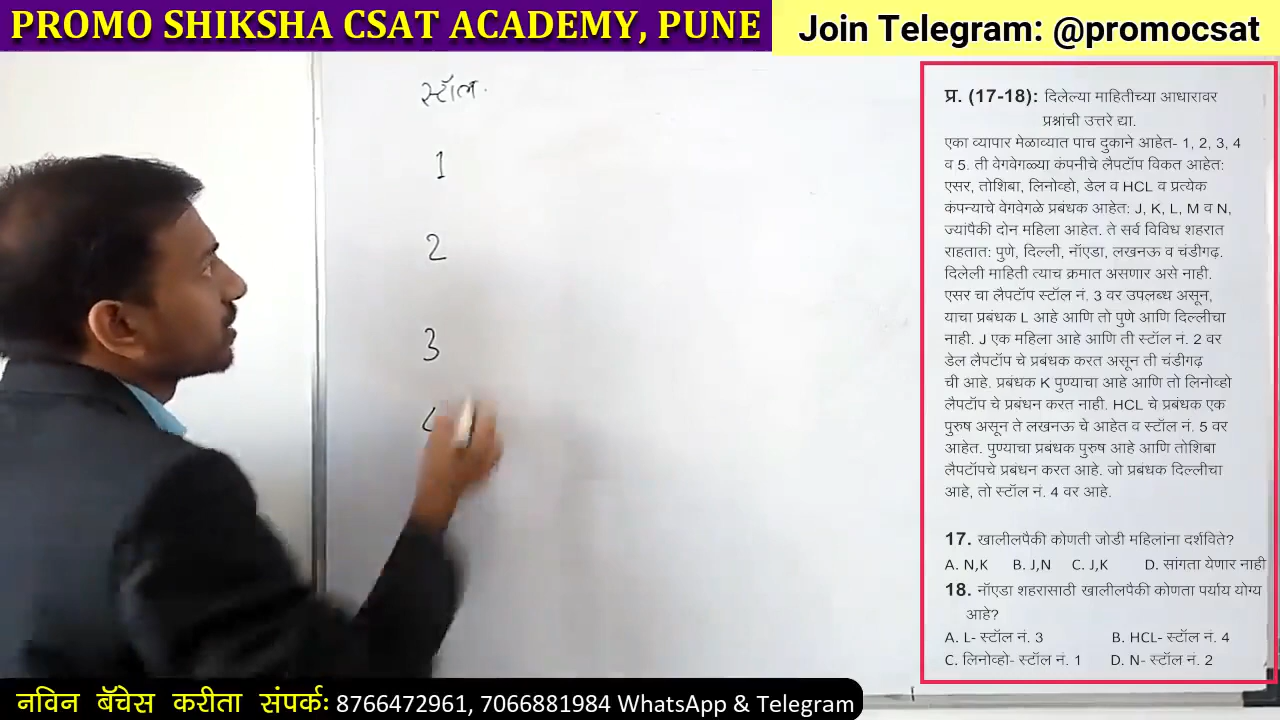 PROMO SHIKSHA CSAT ACADEMY, PUNE
Join Telegram: @promocsat
स्टॉल.
1
2
3
4
प्र. (17-18): दिलेल्या माहितीच्या आधारावर
प्रश्नांची उत्तरे द्या.
एका व्यापार मेळाव्यात पाच दुकाने आहेत- 1, 2, 3, 4
व 5. ती वेगवेगळ्या कंपनीचे लॅपटॉप विकत आहेत:
एसर, तोशिबा, लिनोव्हो, डेल व HCL व प्रत्येक
कंपन्याचे वेगवेगळे प्रबंधक आहेत: J, K, L, M व N,
ज्यांपैकी दोन महिला आहेत. ते सर्व विविध शहरात
राहतात: पुणे, दिल्ली, नॉएडा, लखनऊ व चंडीगढ़.
दिलेली माहिती त्याच क्रमात असणार असे नाही.
एसर चा लॅपटॉप स्टॉल नं. 3 वर उपलब्ध असून,
याचा प्रबंधक L आहे आणि तो पुणे आणि दिल्लीचा
नाही. J एक महिला आहे आणि ती स्टॉल नं. 2 वर
डेल लॅपटॉप चे प्रबंधक करत असून ती चंडीगढ़
ची आहे. प्रबंधक K पुण्याचा आहे आणि तो लिनोव्हो
लॅपटॉप चे प्रबंधन करत नाही. HCL चे प्रबंधक एक
पुरुष असून ते लखनऊ चे आहेत व स्टॉल नं. 5 वर
आहेत. पुण्याचा प्रबंधक पुरुष आहे आणि तोशिबा
लॅपटॉपचे प्रबधन करत आहे. जो प्रबधक दिल्लीचा
आहे, तो स्टॉल नं. 4 वर आहे.
17. खालीलपैकी कोणती जोडी महिलांना दर्शविते?
A. N,K B. J,N C. J,K D. सांगता येणार नाही
18. नॉएडा शहरासाठी खालीलपैकी कोणता पर्याय योग्य
आहे?
A. L- स्टॉल नं. 3 B. HCL- स्टॉल नं. 4
C. लिनोव्हो- स्टॉल नं. 1 D. N- स्टॉल नं. 2
नविन बॅचेस करीता संपर्कः 8766472961, 7066881984 WhatsApp & Telegram